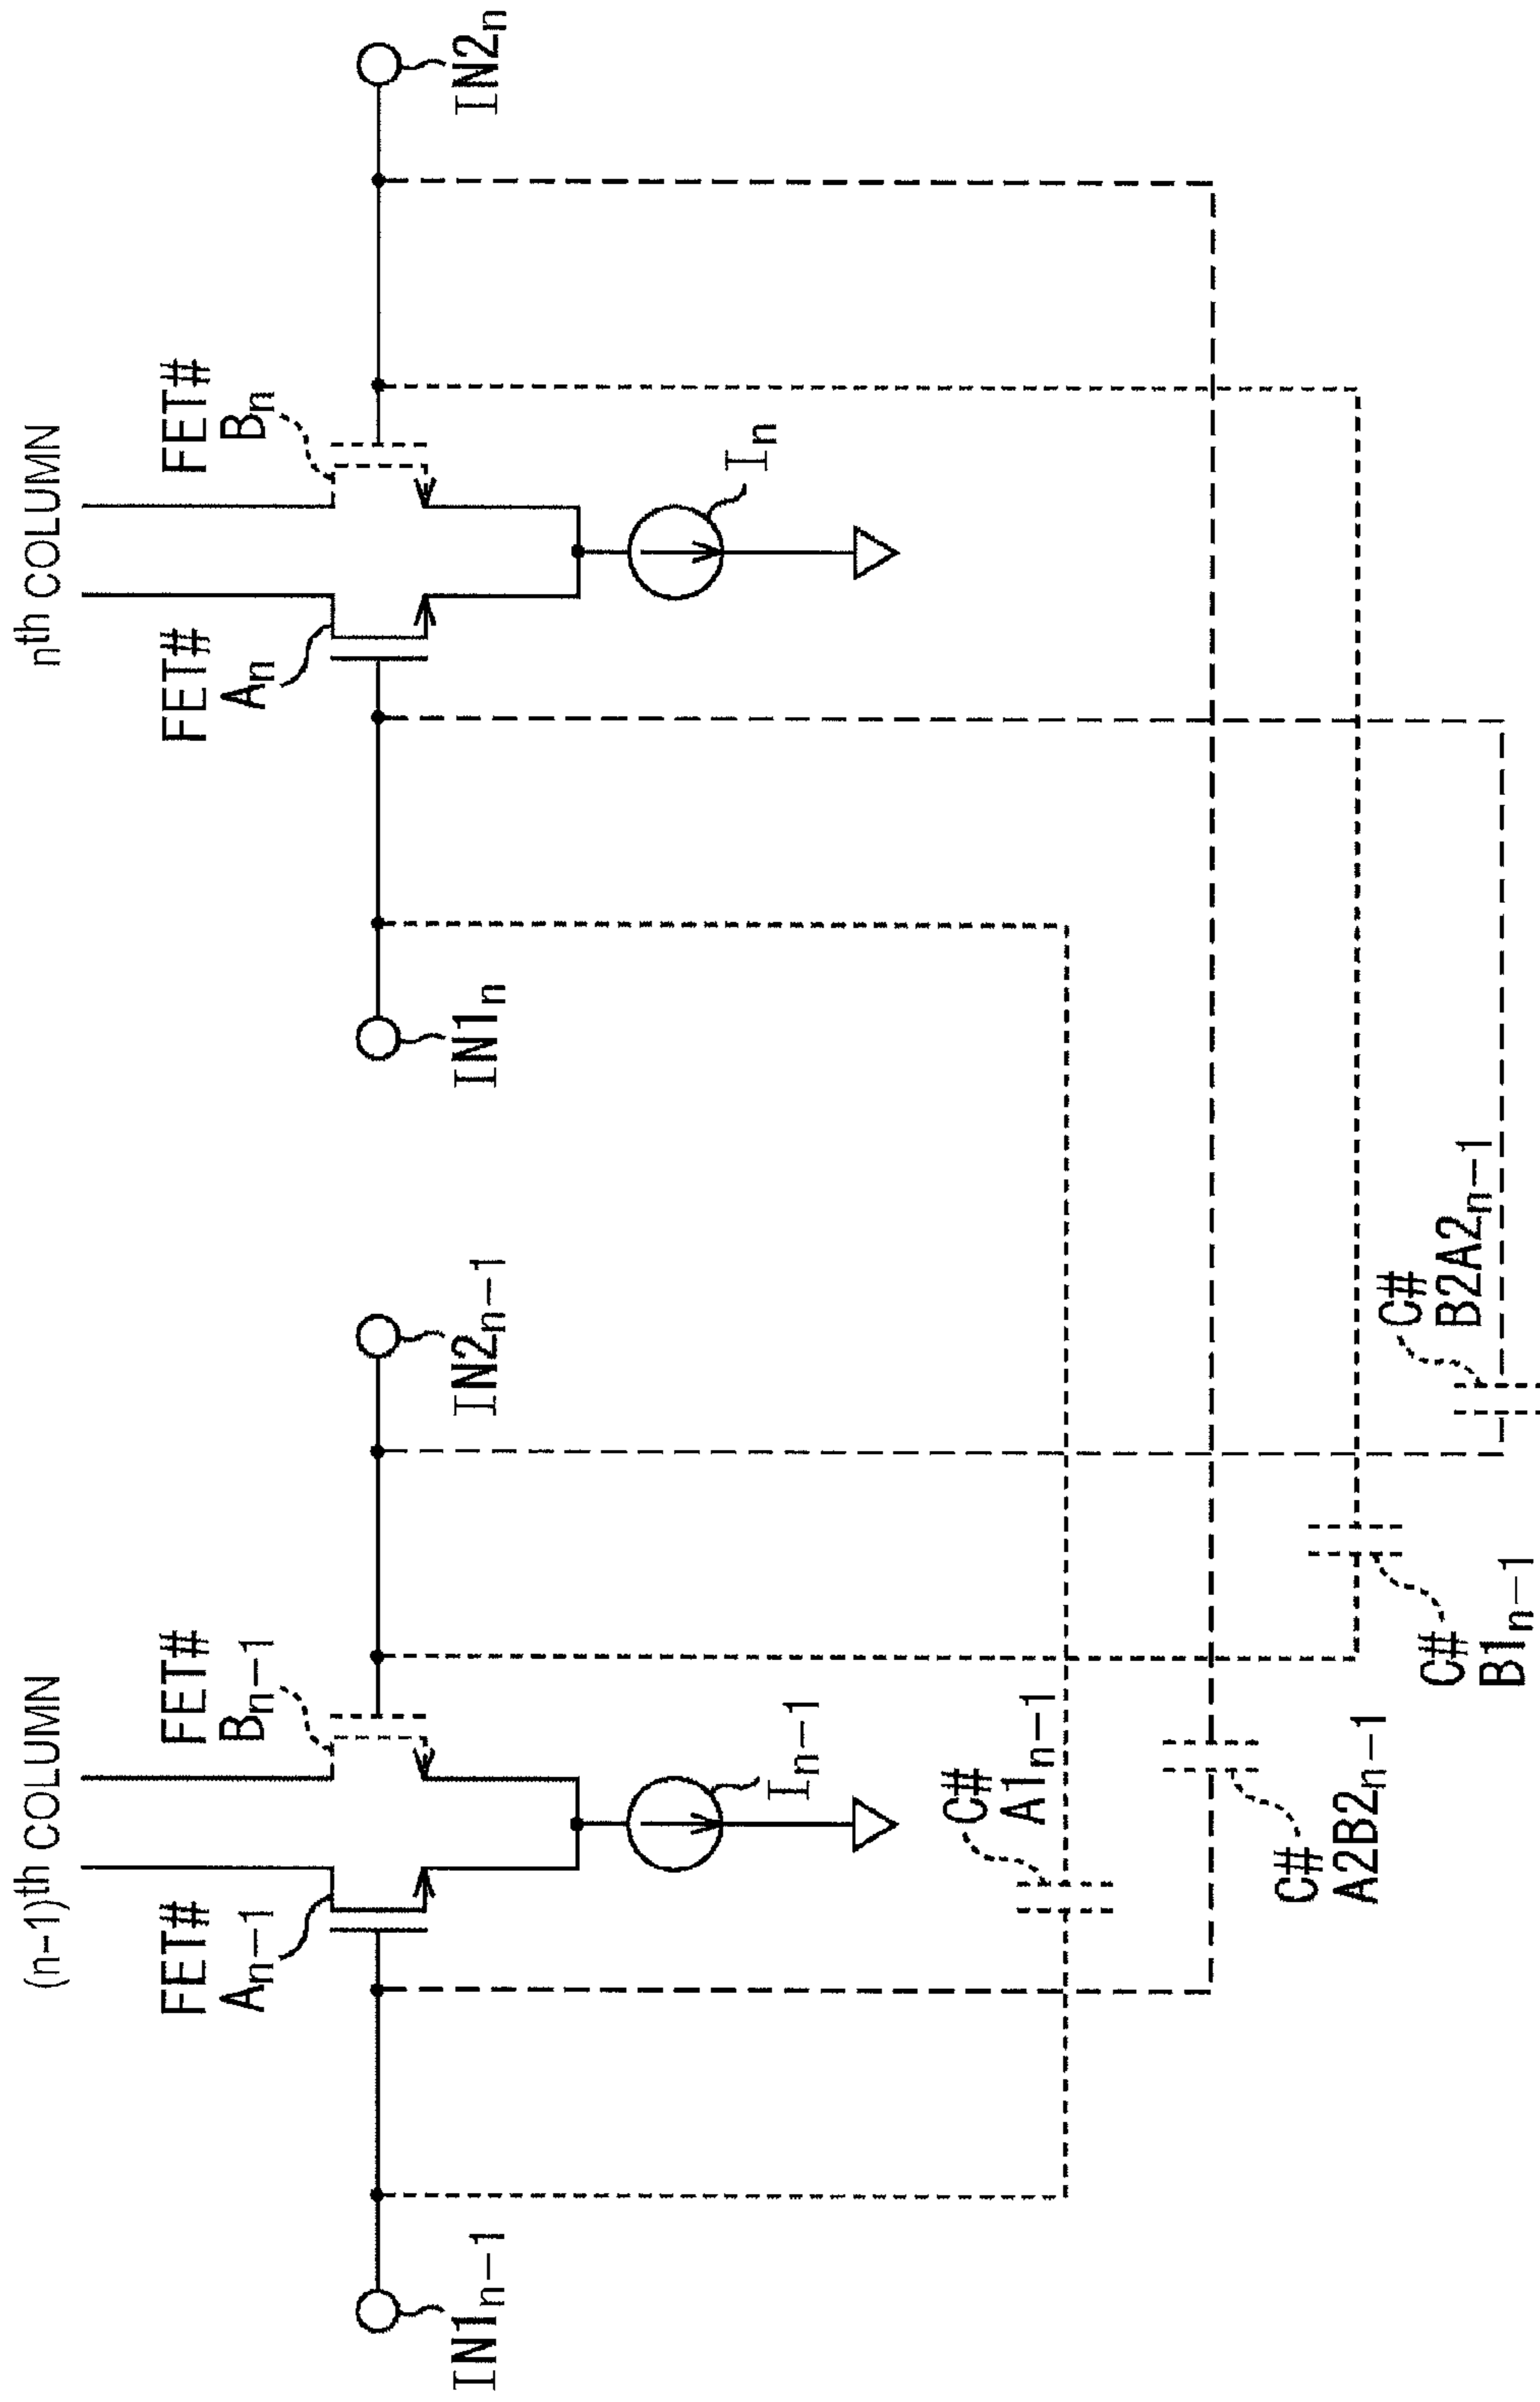 (n-1)th COLUMN
nth COLUMN
FET#
An-1
FET#
Bn-1
FET#
An
FET#
Bn
IN1n-1
IN2n-1
IN1n
IN2n
In-1
In
C#
A1n-1
C#
A2B2n-1
C#
B1n-1
C#
B2A2n-1